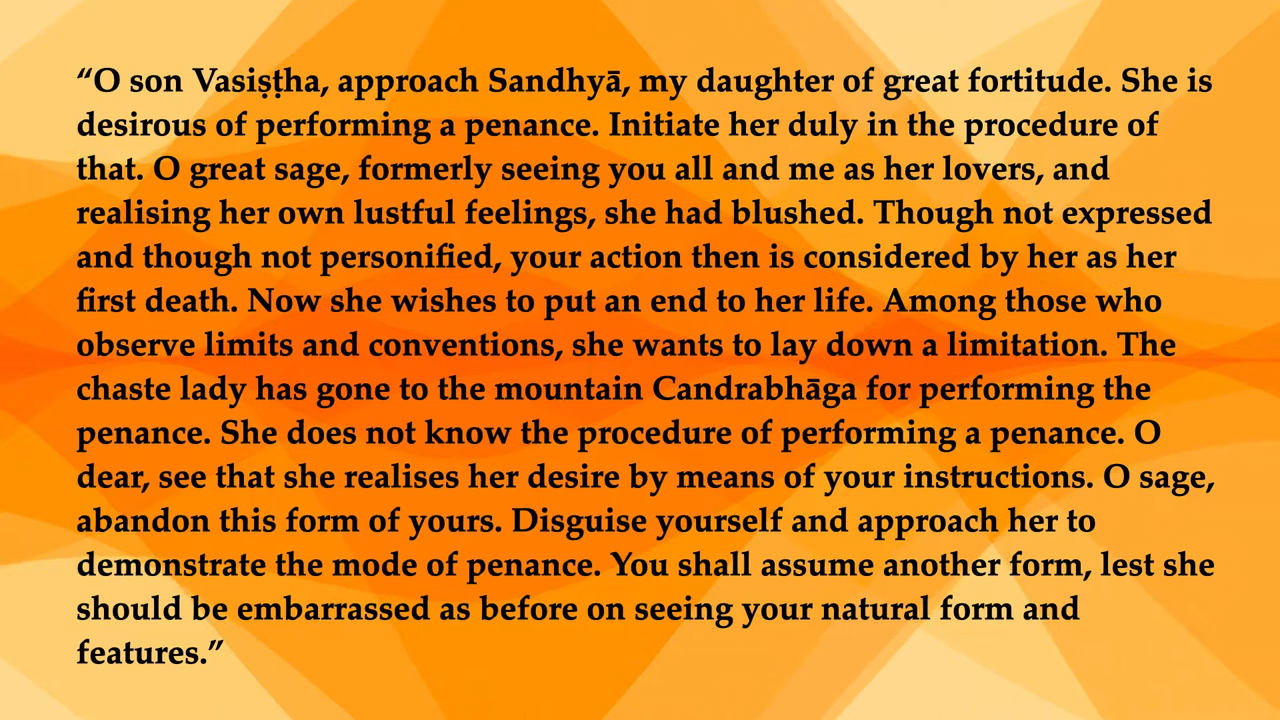 “O son Vasiṣṭha, approach Sandhyā, my daughter of great fortitude. She is
desirous of performing a penance. Initiate her duly in the procedure of
that. O great sage, formerly seeing you all and me as her lovers, and
realising her own lustful feelings, she had blushed. Though not expressed
and though not personified, your action then is considered by her as her
first death. Now she wishes to put an end to her life. Among those who
observe limits and conventions, she wants to lay down a limitation. The
chaste lady has gone to the mountain Candrabhāga for performing the
penance. She does not know the procedure of performing a penance. O
dear, see that she realises her desire by means of your instructions. O sage,
abandon this form of yours. Disguise yourself and approach her to
demonstrate the mode of penance. You shall assume another form, lest she
should be embarrassed as before on seeing your natural form and
features.”